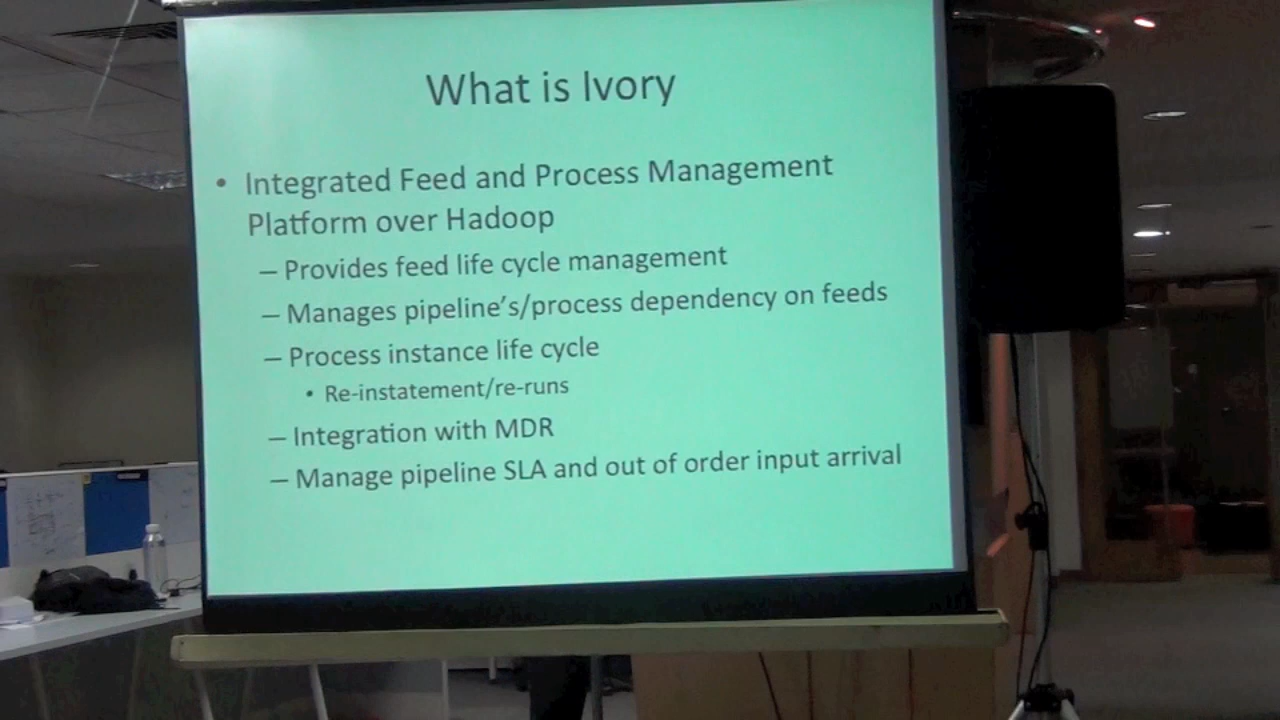 What is Ivory
• Integrated Feed and Process Management
Platform over Hadoop
– Provides feed life cycle management
– Manages pipeline's/process dependency on feeds
– Process instance life cycle
• Re-instatement/re-runs
– Integration with MDR
– Manage pipeline SLA and out of order input arrival